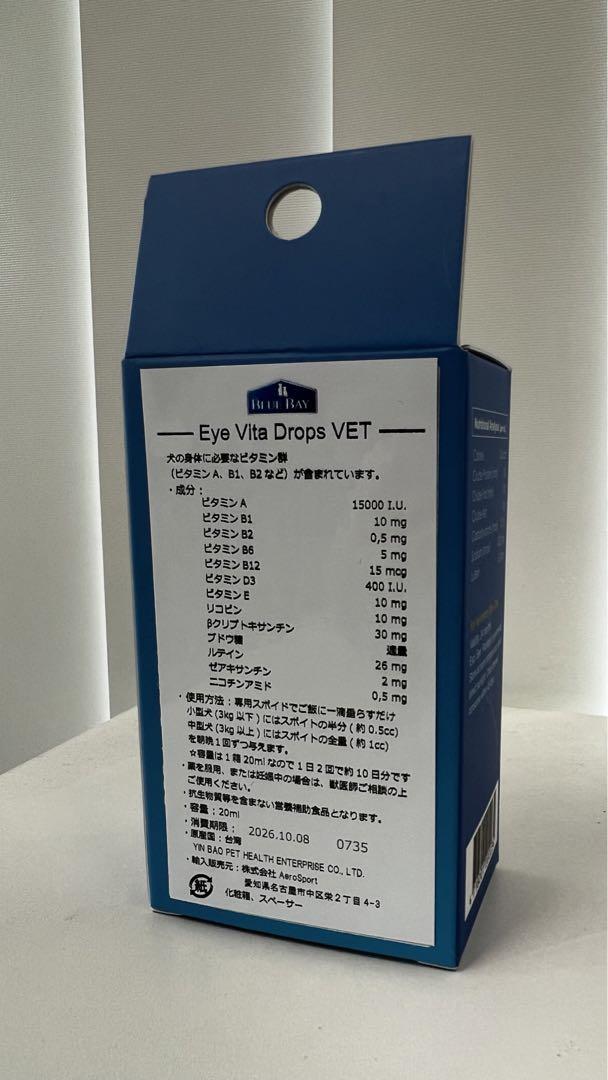 BLUE BAY
Eye Vita Drops VET
犬の身体に必要なビタミン群
（ビタミンA、B1、B2など）が含まれています。
・成分：
ビタミンA 15000 I.U.
ビタミンB1 10 mg
ビタミンB2 0,5 mg
ビタミンB6 5 mg
ビタミンB12 15 mcg
ビタミンD3 400 I.U.
ビタミンE 10 mg
リコピン 10 mg
βクリプトキサンチン 30 mg
ブドウ糖 適量
ルテイン 26 mg
ゼアキサンチン 2 mg
ニコチンアミド 0,5 mg
・使用方法：専用スポイドでご飯に一滴垂らすだけ
小型犬(3kg以下)にはスポイトの半分(約0.5cc)
中型犬(3kg以上)にはスポイトの全量(約1cc)
を朝晩1回ずつ与えます。
☆容量は1箱20mlなので1日2回で約10日分です
・薬を服用、または妊娠中の場合は、獣医師ご相談の上
ご使用ください。
・抗生物質等を含まない営養補助食品となります。
・容量：20ml
・消費期限： 2026.10.08 0735
・原産国：台湾
YIN BAO PET HEALTH ENTERPRISE CO., LTD.
・輸入販売元：株式会社 AeroSport
愛知県名古屋市中区栄2丁目4-3
紙 化粧箱、スペーサー
Nutritional Analysis